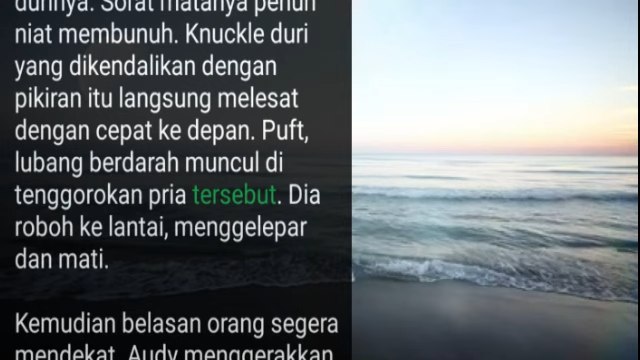 durinya. Sorat matanya penuh
niat membunuh. Knuckle duri
yang dikendalikan dengan
pikiran itu langsung melesat
dengan cepat ke depan. Puft,
lubang berdarah muncul di
tenggorokan pria tersebut. Dia
roboh ke lantai, menggelepar
dan mati.
Kemudian belasan orang segera
mendekat. Audy menggerakkan